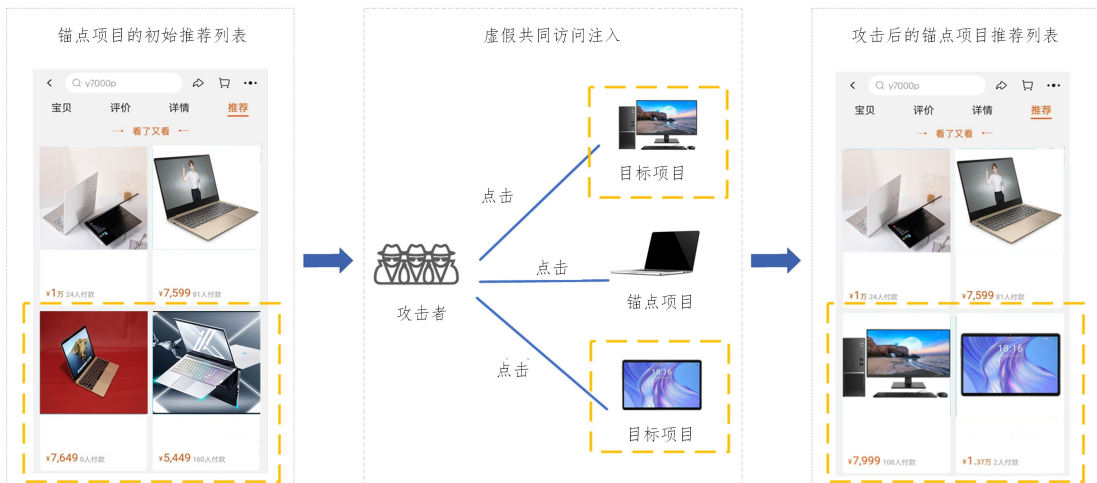 锚点项目的初始推荐列表
y7000p
宝贝 评价 详情 推荐
看了又看
¥1万 24人付款 ¥7,599 81人付款
¥7,649 0人付款 ¥5,449 160人付款
虚假共同访问注入
目标项目
点击
点击
攻击者
锚点项目
点击
18:16
目标项目
攻击后的锚点项目推荐列表
y7000p
宝贝 评价 详情 推荐
看了又看
¥1万 24人付款 ¥7,599 81人付款
18:16
¥7,999 108人付款 ¥1.37万 2人付款